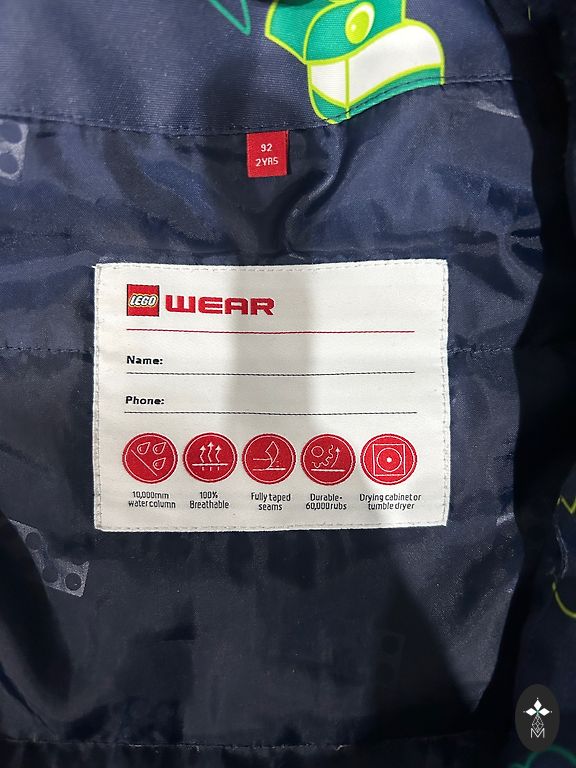 92
2YRS
LEGO WEAR
Name:
Phone:
10,000mm
water column
100%
Breathable
Fully taped
seams
Durable-
60,000 rubs
Drying cabinet or
tumble dryer
M